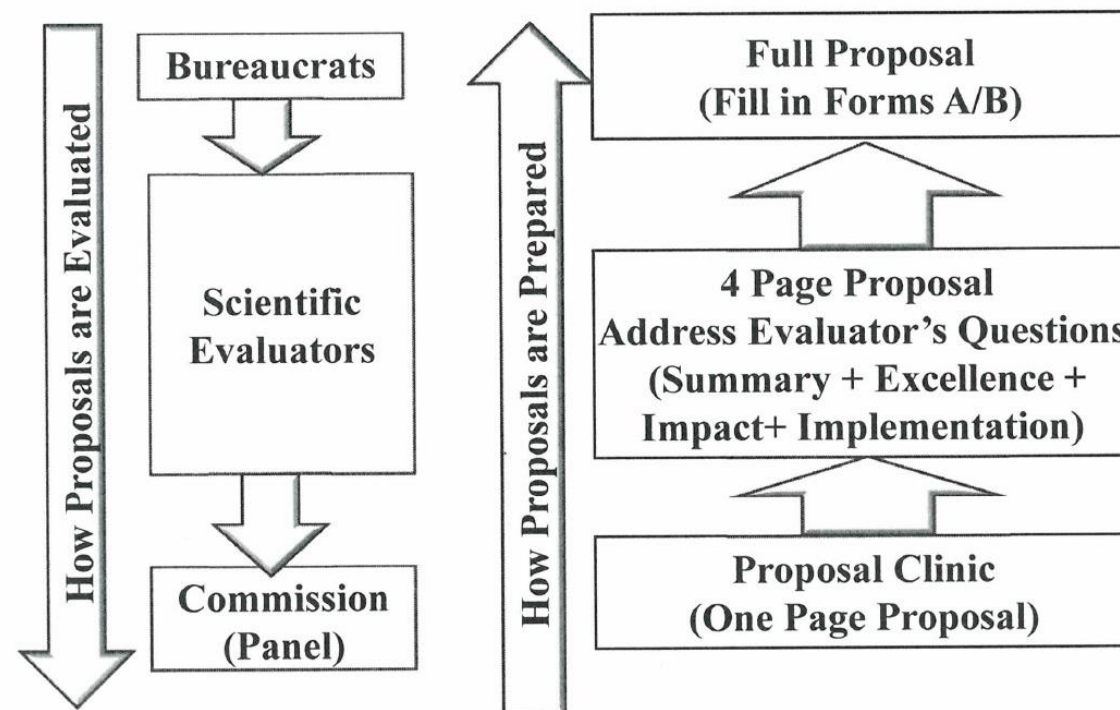 How Proposals are Evaluated
Bureaucrats
Scientific
Evaluators
Commission
(Panel)
How Proposals are Prepared
Full Proposal
(Fill in Forms A/B)
4 Page Proposal
Address Evaluator’s Questions
(Summary + Excellence +
Impact+ Implementation)
Proposal Clinic
(One Page Proposal)